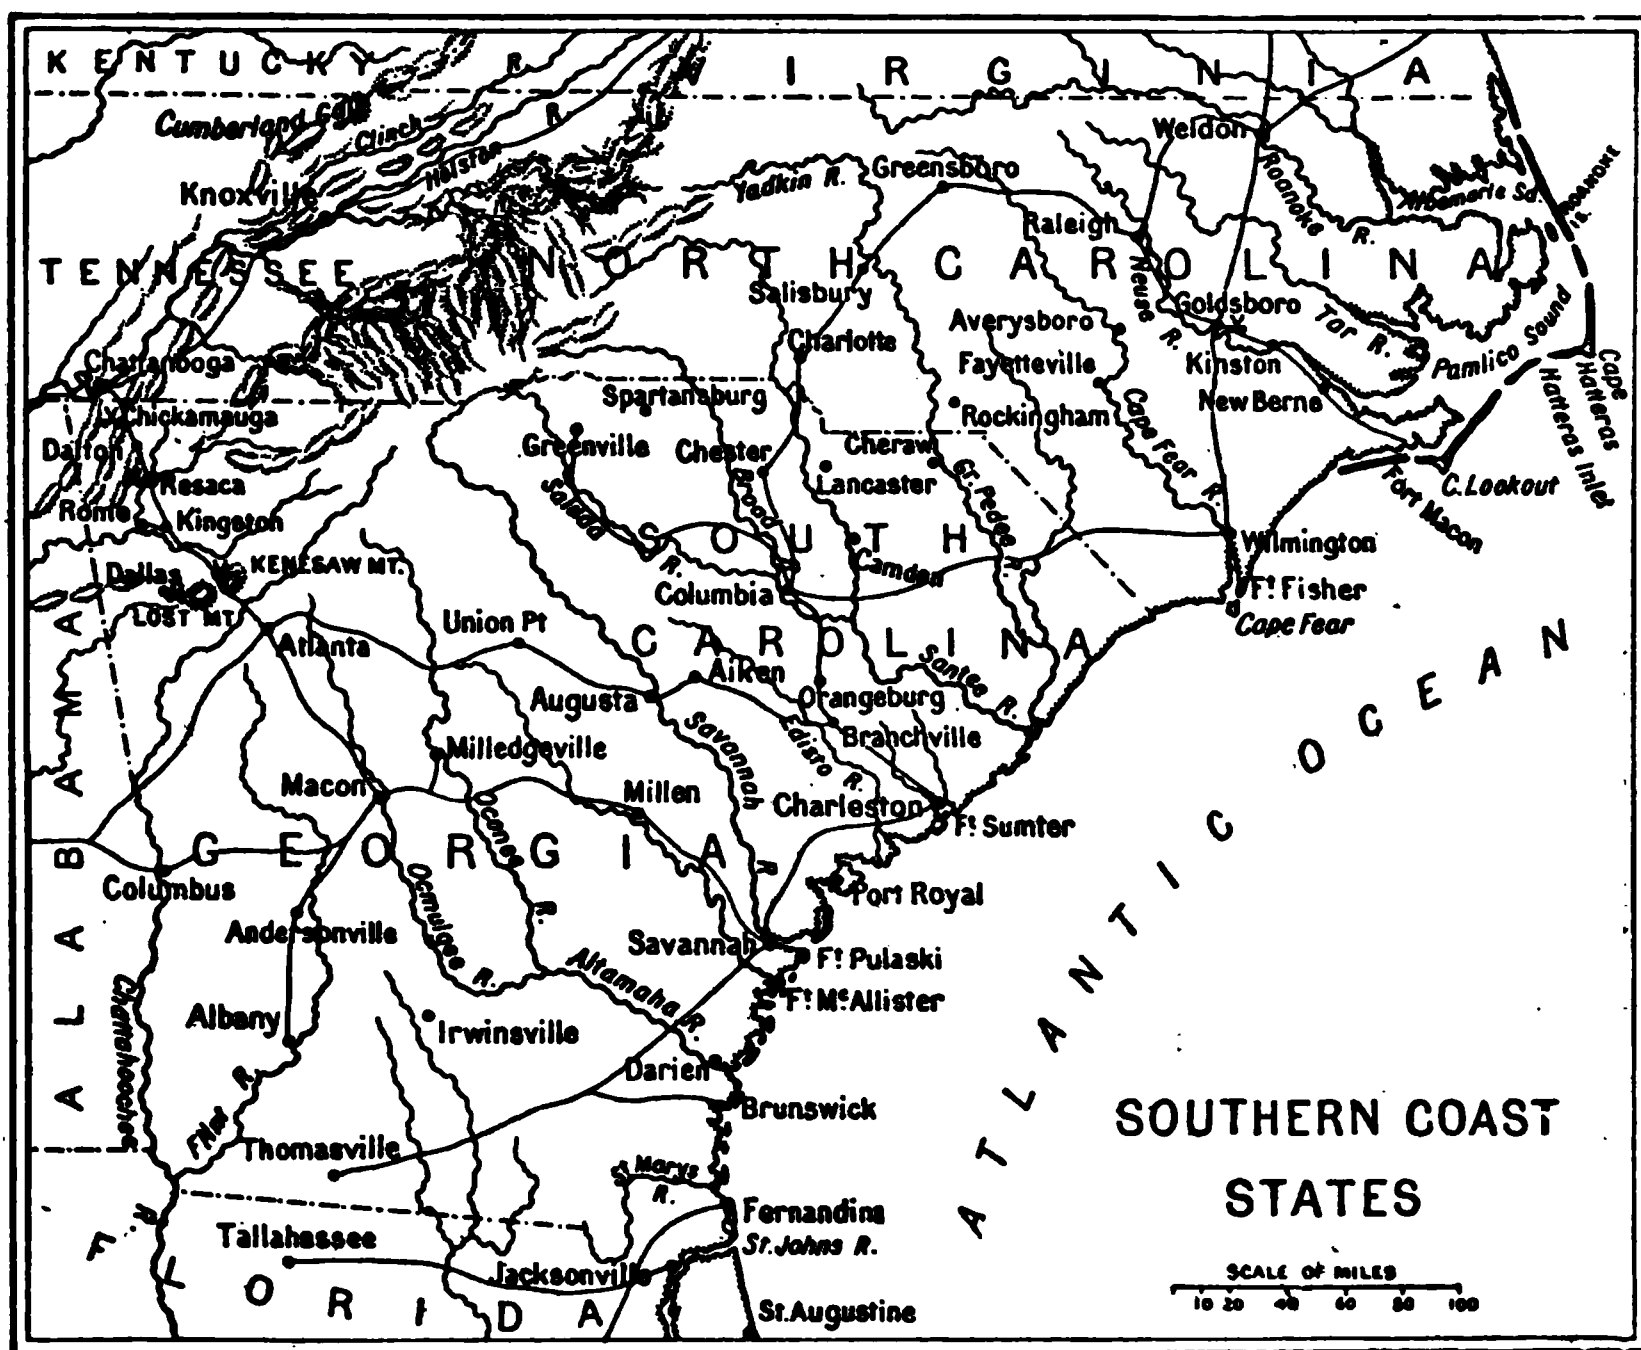 KENTUCKY
VIRGINIA
R.
Cumberland Gap
Clinch
R.
Holston
Weldon
Knoxville
Yadkin R.
Greensboro
Roanoke R.
Albemarle Sd.
ROANOKE IS.
Raleigh
TENNESSEE
NORTH CAROLINA
Neuse R.
Salisbury
Goldsboro
Tar R.
Pamlico Sound
Averysboro
Charlotte
Chattanooga
Fayetteville
Kinston
Cape Hatteras
Hatteras Inlet
Chickamauga
Spartansburg
Rockingham
New Berne
Cape Fear R.
Dalton
Greenville
Chester
Cheraw
Resaca
Lancaster
Gr. Pedee R.
C. Lookout
Fort Macon
Rome
Kingston
Saluda R.
Broad
SOUTH
Wilmington
Dallas
KENESAW MT.
Camden
Columbia
Ft. Fisher
LOST MT.
Cape Fear
Union Pt
CAROLINA
Atlanta
Aiken
Santee R.
Augusta
Orangeburg
Savannah R.
Edisto R.
Branchville
Milledgeville
Macon
Millen
Charleston
Ft. Sumter
Oconee R.
ALABAMA
GEORGIA
Columbus
Ocmulgee R.
Port Royal
Andersonville
Savannah
Ft. Pulaski
Altamaha R.
Ft. McAllister
Chattahoochee R.
Albany
Irwinsville
Darien
Brunswick
Flint R.
Thomasville
St Marys R.
Fernandina
Tallahassee
St. Johns R.
Jacksonville
FLORIDA
St. Augustine
ATLANTIC OCEAN
SOUTHERN COAST
STATES
SCALE OF MILES
10 20 40 60 80 100